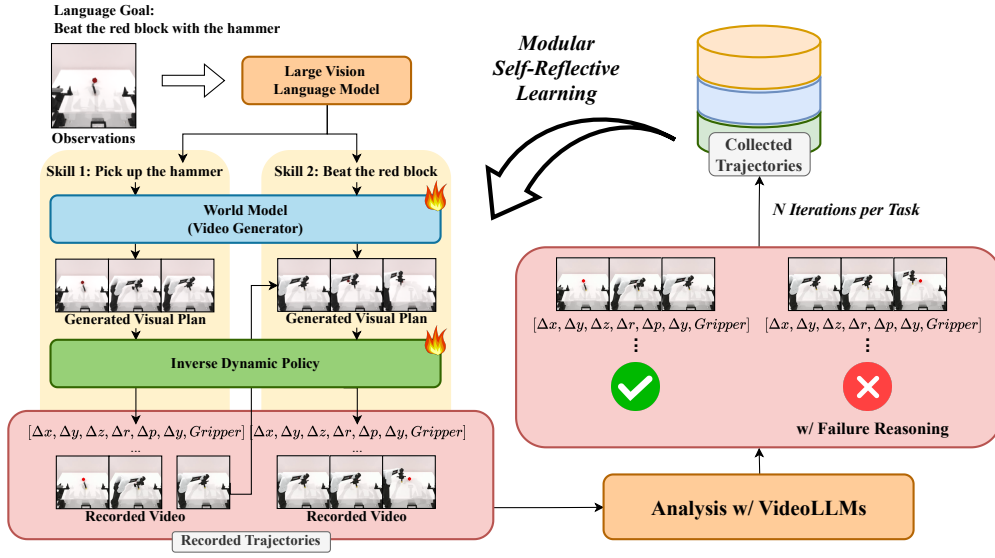 Language Goal:
Beat the red block with the hammer
Observations
Large Vision
Language Model
Skill 1: Pick up the hammer
Skill 2: Beat the red block
World Model
(Video Generator)
Generated Visual Plan
Generated Visual Plan
Inverse Dynamic Policy
[Δx, Δy, Δz, Δr, Δp, Δy, Gripper]
[Δx, Δy, Δz, Δr, Δp, Δy, Gripper]
...
...
Recorded Video
Recorded Video
Recorded Trajectories
Modular
Self-Reflective
Learning
Collected
Trajectories
N Iterations per Task
[Δx, Δy, Δz, Δr, Δp, Δy, Gripper]
[Δx, Δy, Δz, Δr, Δp, Δy, Gripper]
⋮
⋮
w/ Failure Reasoning
Analysis w/ VideoLLMs